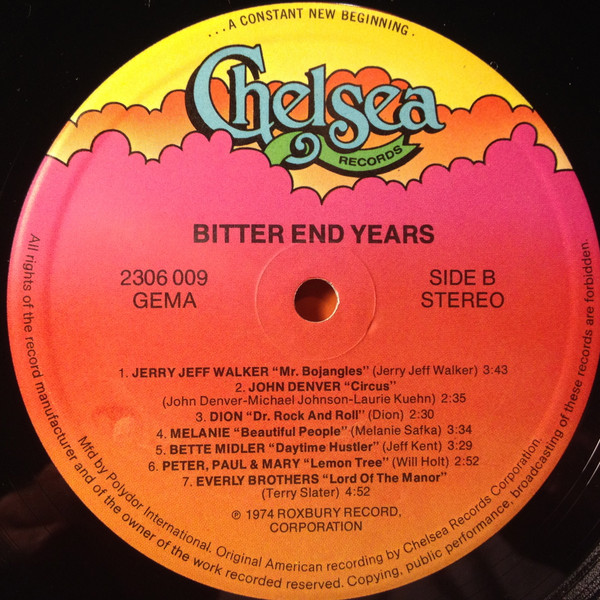 ...A CONSTANT NEW BEGINNING.
Chelsea
RECORDS
BITTER END YEARS
2306 009
GEMA
SIDE B
STEREO
1. JERRY JEFF WALKER “Mr. Bojangles” (Jerry Jeff Walker) 3:43
2. JOHN DENVER “Circus”
(John Denver-Michael Johnson-Laurie Kuehn) 2:35
3. DION “Dr. Rock And Roll” (Dion) 2:30
4. MELANIE “Beautiful People” (Melanie Safka) 3:34
5. BETTE MIDLER “Daytime Hustler” (Jeff Kent) 3:29
6. PETER, PAUL & MARY “Lemon Tree” (Will Holt) 2:52
7. EVERLY BROTHERS “Lord Of The Manor”
(Terry Slater) 4:52
℗ 1974 ROXBURY RECORD,
CORPORATION
Mfd by Polydor International. Original American recording by Chelsea Records Corporation.
All rights of the record manufacturer and of the owner of the work recorded reserved. Copying, public performance, broadcasting of these records are forbidden.